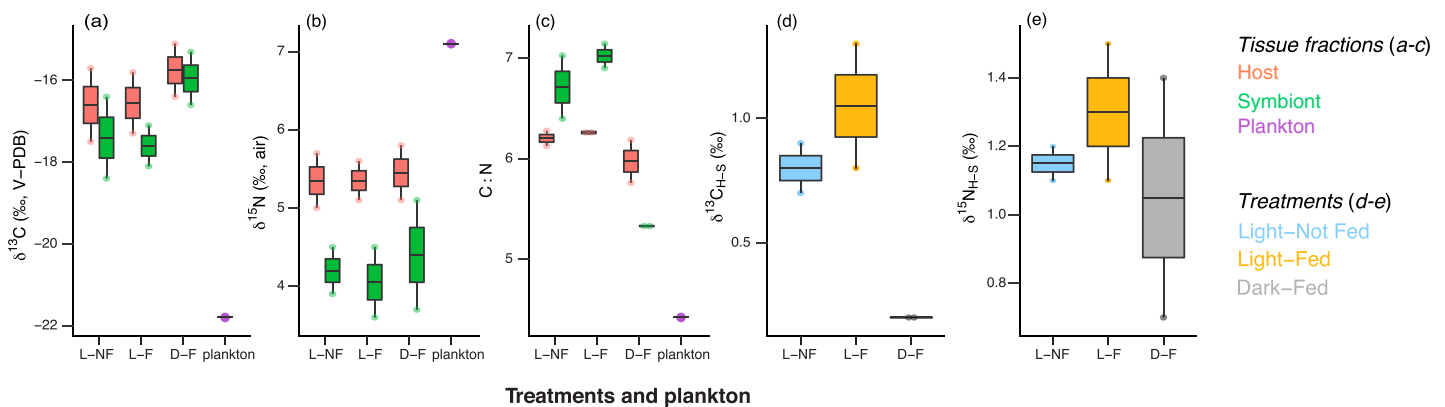 (a)
δ13C (‰, V−PDB)
−16
−18
−20
−22
L−NF L−F D−F plankton
(b)
δ15N (‰, air)
7
6
5
4
L−NF L−F D−F plankton
(c)
C : N
7
6
5
L−NF L−F D−F plankton
(d)
δ13CH−S (‰)
1.0
0.5
L−NF L−F D−F
(e)
δ15NH−S (‰)
1.4
1.2
1.0
0.8
L−NF L−F D−F
Treatments and plankton
Tissue fractions (a-c)
Host
Symbiont
Plankton
Treatments (d-e)
Light−Not Fed
Light−Fed
Dark−Fed